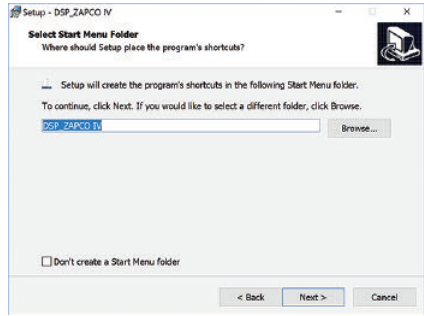 Setup - DSP_ZAPCO IV
Select Start Menu Folder
Where should Setup place the program's shortcuts?
Setup will create the program's shortcuts in the following Start Menu folder.
To continue, click Next. If you would like to select a different folder, click Browse.
DSP_ZAPCO IV
Browse...
Don't create a Start Menu folder
< Back
Next >
Cancel